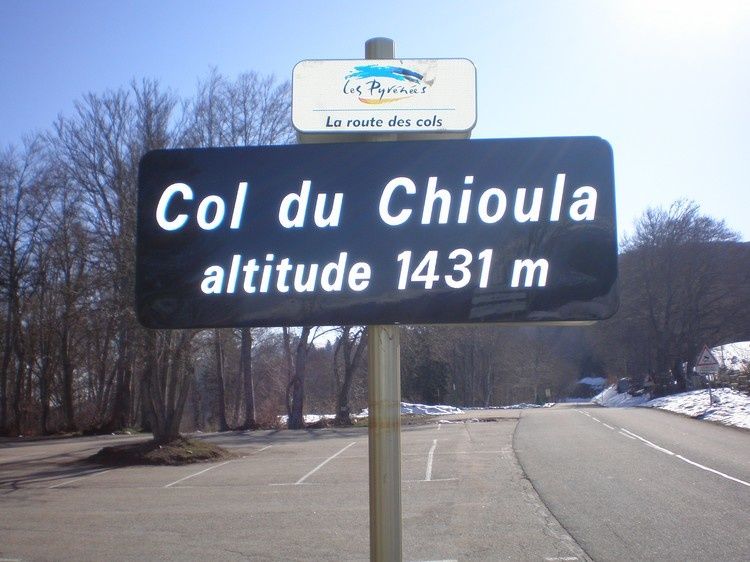 Les Pyrénées
La route des cols
Col du Chioula
altitude 1431 m